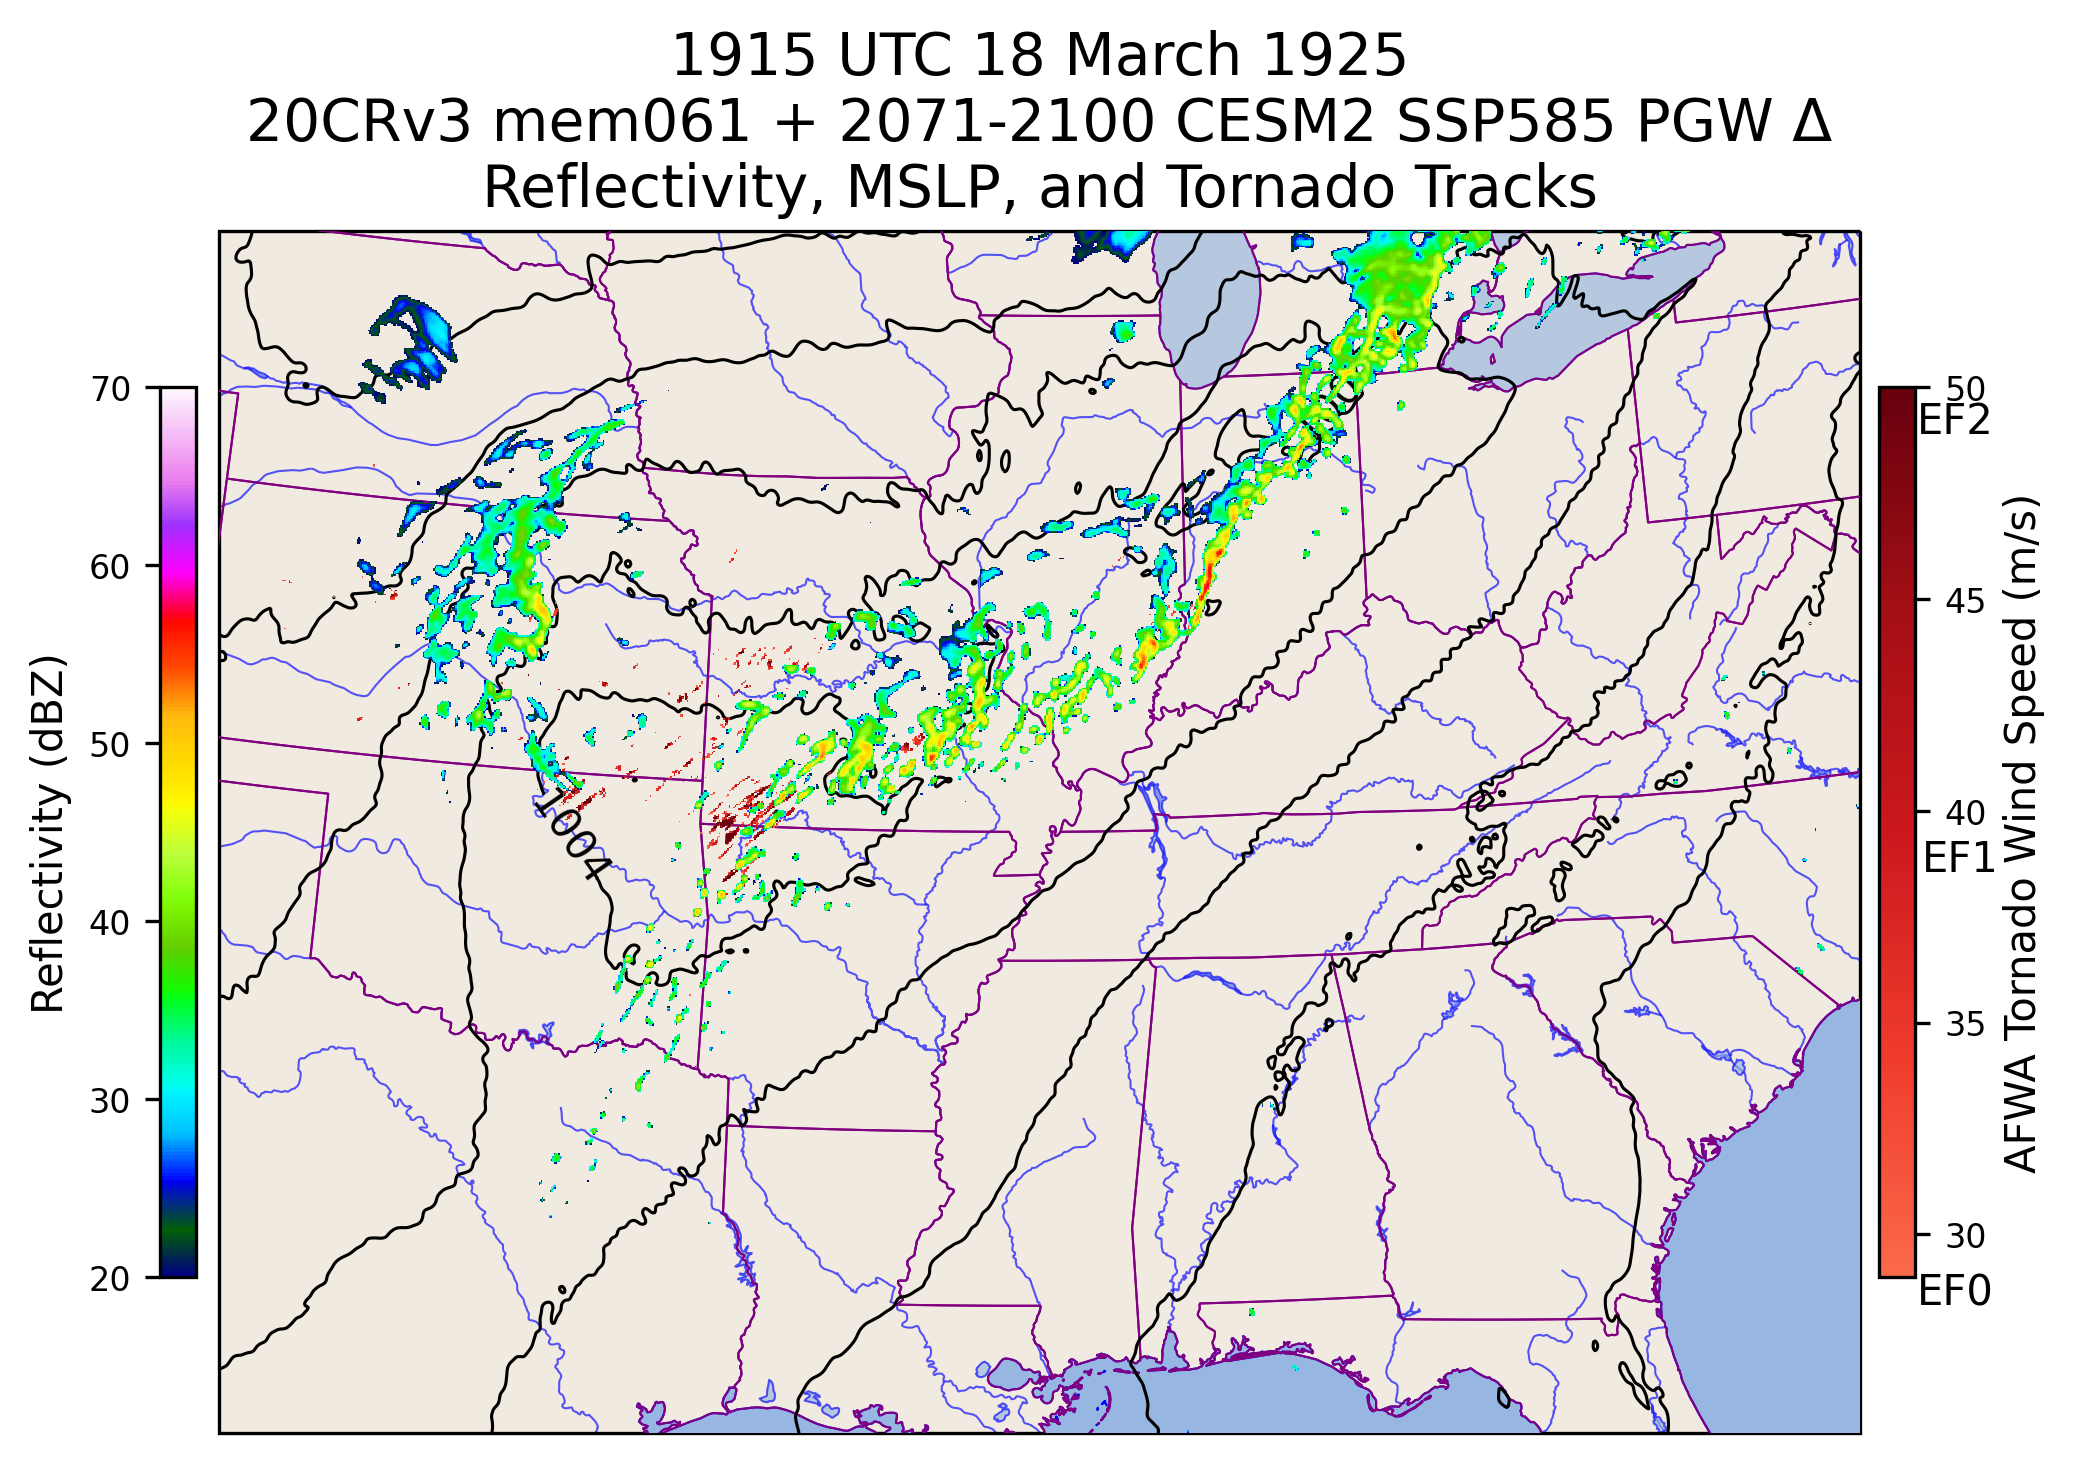 1915 UTC 18 March 1925
20CRv3 mem061 + 2071-2100 CESM2 SSP585 PGW Δ
Reflectivity, MSLP, and Tornado Tracks
70
60
50
40
30
20
Reflectivity (dBZ)
1004
50
EF2
45
40
EF1
35
30
EF0
AFWA Tornado Wind Speed (m/s)